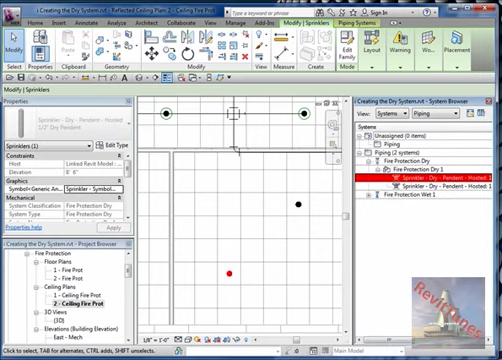 i Creating the Dry System.rvt - Reflected Ceiling Plan: 2 - Ceiling Fire Prot
Type a keyword or phrase
Sign In
Home Insert Annotate Analyze Architect Collaborate View Manage Add-Ins Modify | Sprinklers Piping Systems
Modify
Properties
Clipboard
Geometry
Modify
View
Measure
Create
Edit Family
Layout
Warning
Wo...
Placement
Modify | Sprinklers
Properties
Sprinkler - Dry - Pendent - Hosted
1/2" Dry Pendent
Sprinklers (1)
Edit Type
Constraints
Host Linked Revit Model :...
Elevation 8' 6"
Graphics
Symbol<Generic An... Sprinkler - Symbol...
Mechanical
System Classification Fire Protection Dry
System Type Fire Protection Dry
Properties help
Apply
i Creating the Dry System.rvt - Project Browser
Fire Protection
Floor Plans
1 - Fire Prot
2 - Fire Prot
Ceiling Plans
1 - Ceiling Fire Prot
2 - Ceiling Fire Prot
3D Views
{3D}
Elevations (Building Elevation)
East - Mech
i Creating the Dry System.rvt - System Browser
View: Systems Piping
Systems
Unassigned (0 items)
Piping
Piping (2 systems)
Fire Protection Dry
Fire Protection Dry 1
Sprinkler - Dry - Pendent - Hosted: 1
Sprinkler - Dry - Pendent - Hosted: 1
Fire Protection Wet 1
1/8" = 1'-0"
Click to select, TAB for alternates, CTRL adds, SHIFT unselects.
:0
Main Model